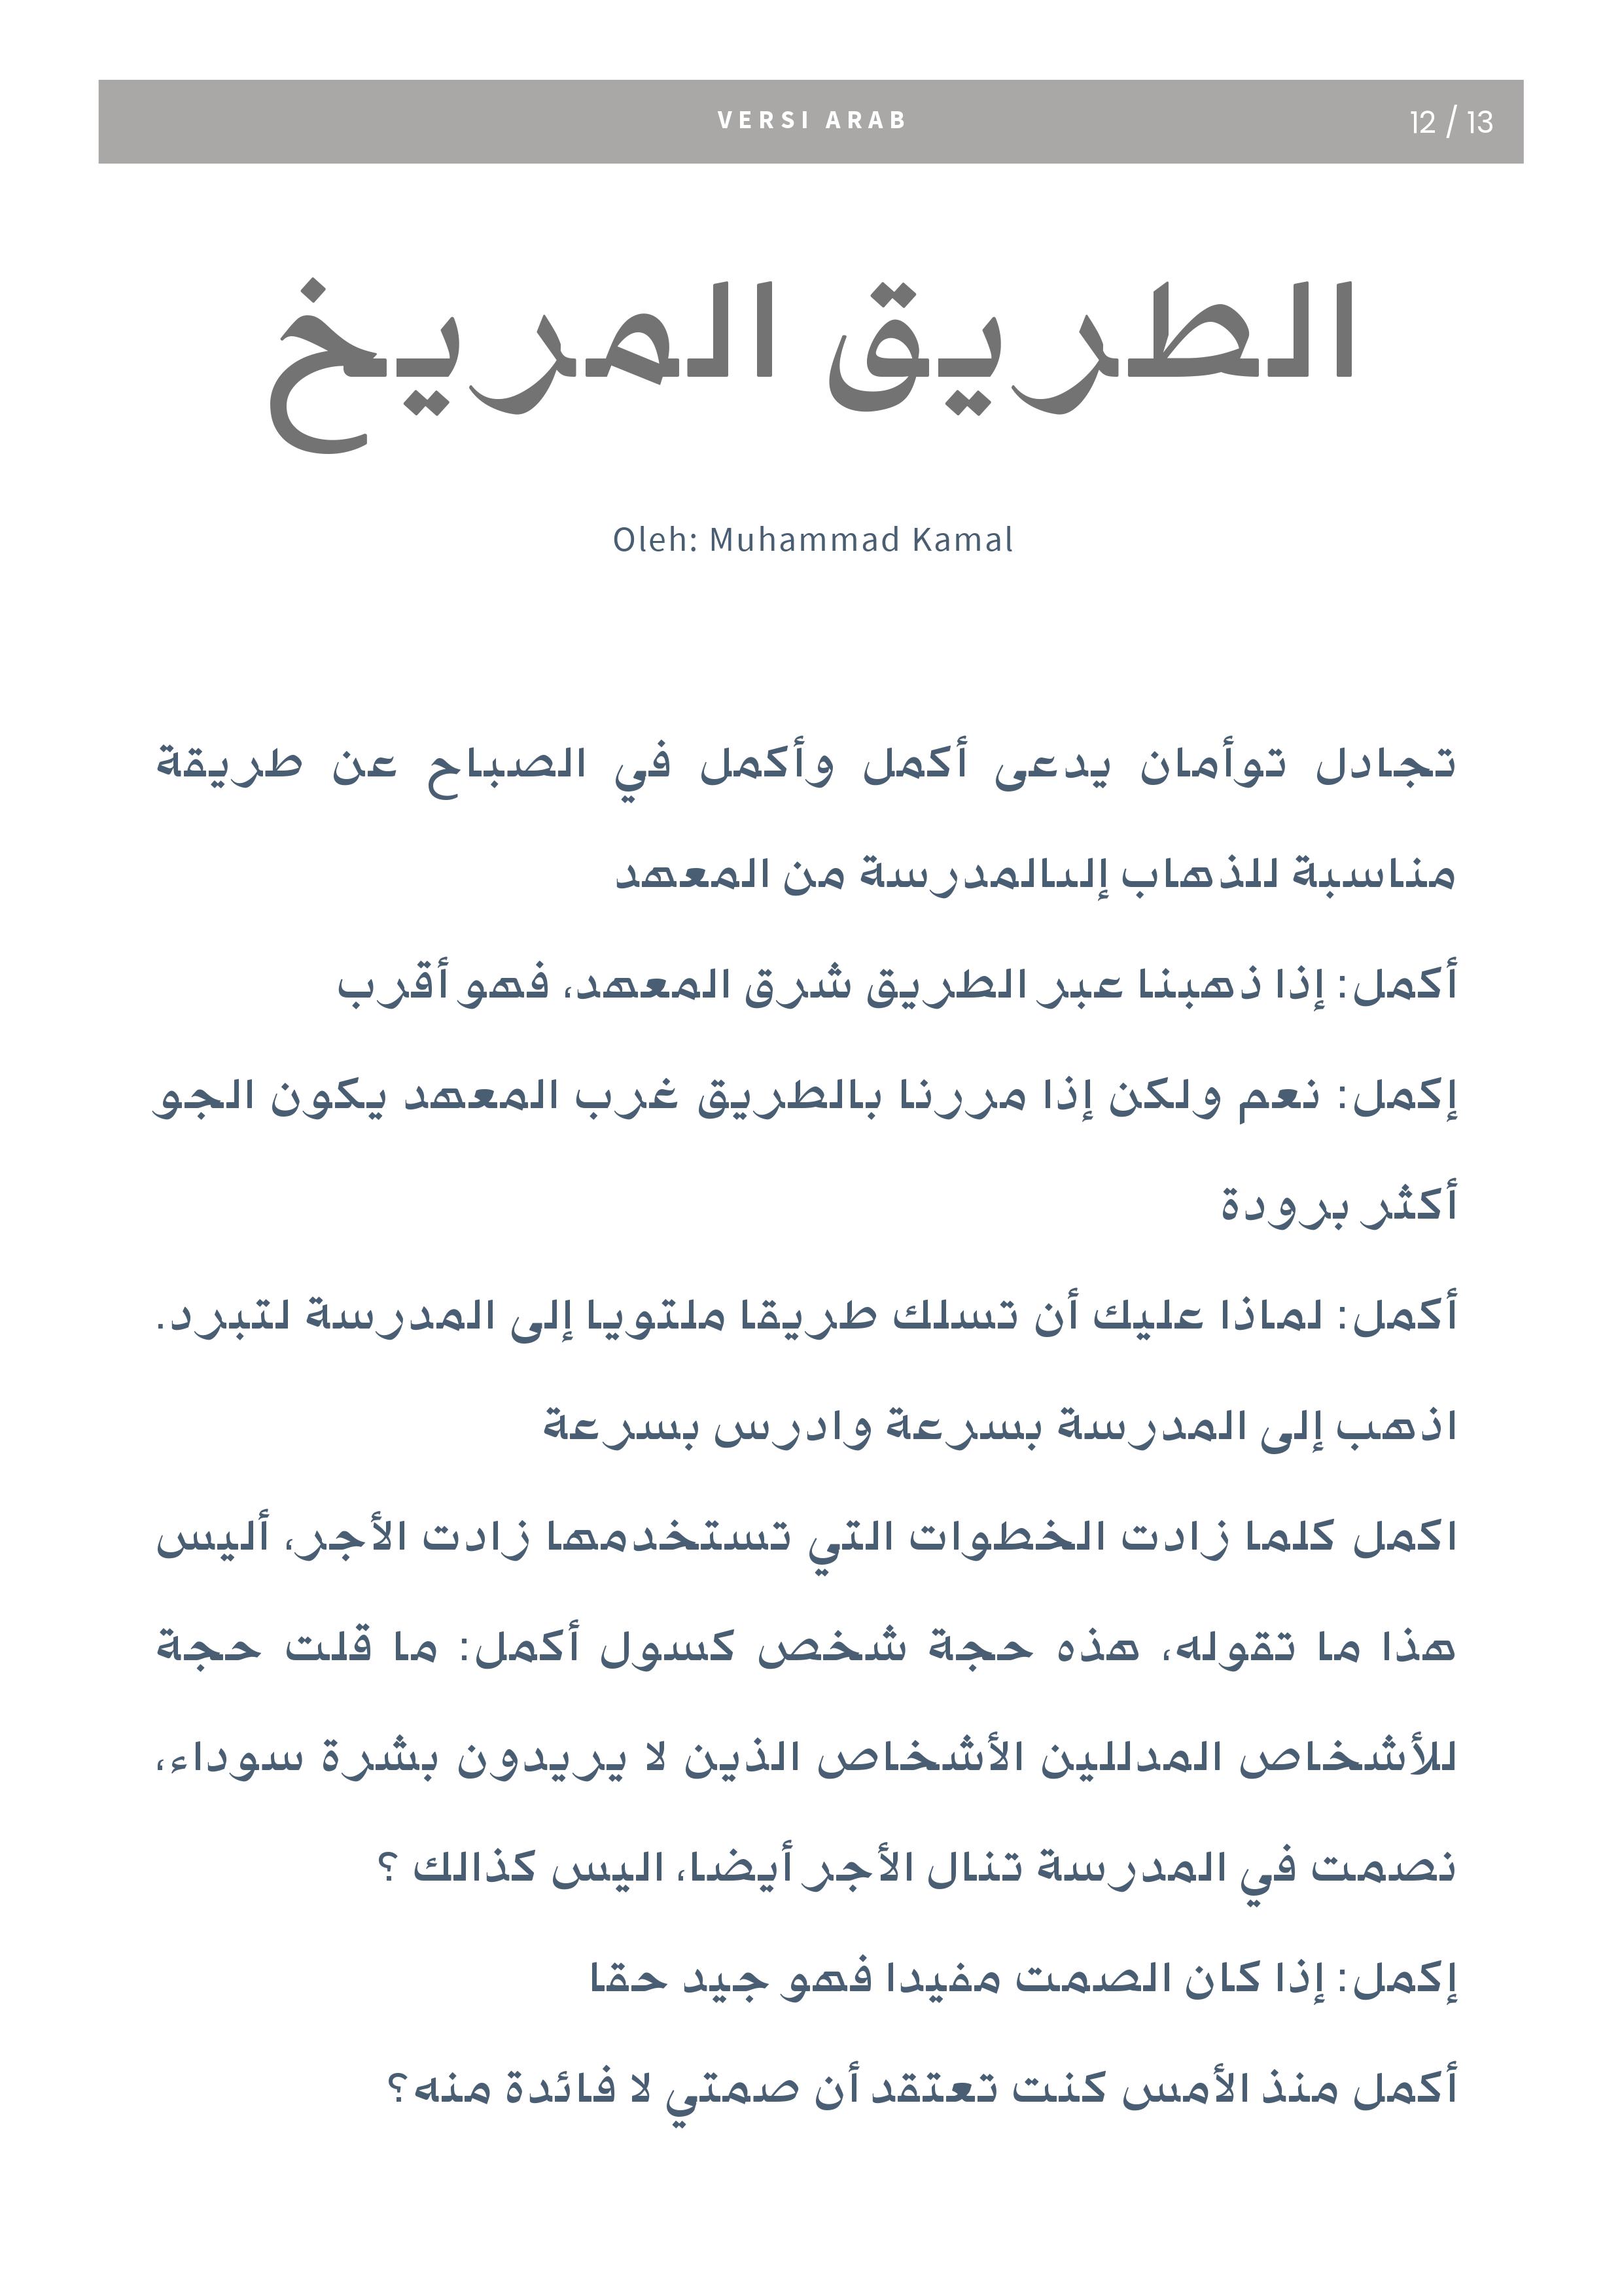 VERSI ARAB
12 / 13
الطريق المريخ
Oleh: Muhammad Kamal
تجادل توأمان يدعى أكمل وأكمل في الصباح عن طريقة
مناسبة للذهاب إلىالمدرسة من المعهد
أكمل: إذا ذهبنا عبر الطريق شرق المعهد، فهو أقرب
إكمل: نعم ولكن إذا مررنا بالطريق غرب المعهد يكون الجو
أكثر برودة
أكمل: لماذا عليك أن تسلك طريقا ملتويا إلى المدرسة لتبرد.
اذهب إلى المدرسة بسرعة وادرس بسرعة
اكمل كلما زادت الخطوات التي تستخدمها زادت الأجر، أليس
هذا ما تقوله، هذه حجة شخص كسول أكمل: ما قلت حجة
للأشخاص المدللين الأشخاص الذين لا يريدون بشرة سوداء،
نصمت في المدرسة تنال الأجر أيضا، اليس كذالك ؟
إكمل: إذا كان الصمت مفيدا فهو جيد حقا
أكمل منذ الأمس كنت تعتقد أن صمتي لا فائدة منه؟